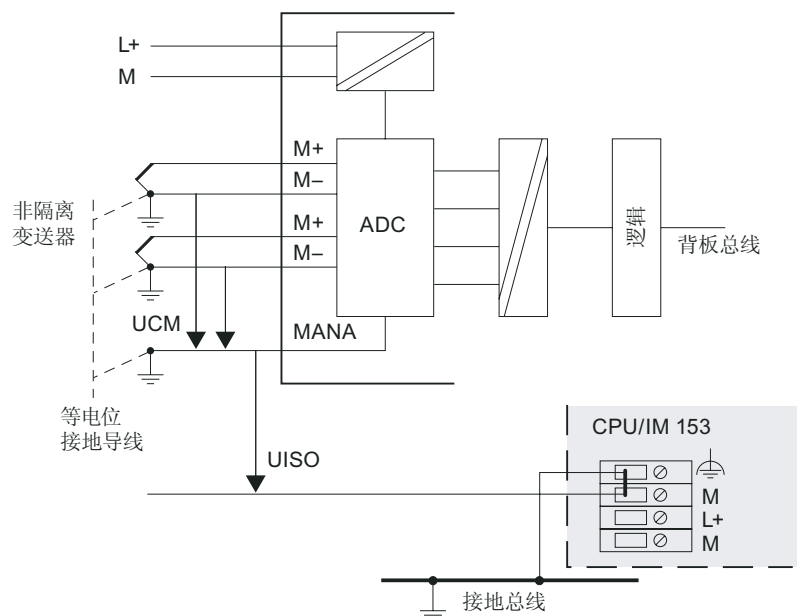 L+
M
M+
M−
非隔离
变送器
M+
ADC
逻辑
背板总线
M−
UCM
MANA
等电位
接地导线
CPU/IM 153
UISO
M
L+
M
接地总线